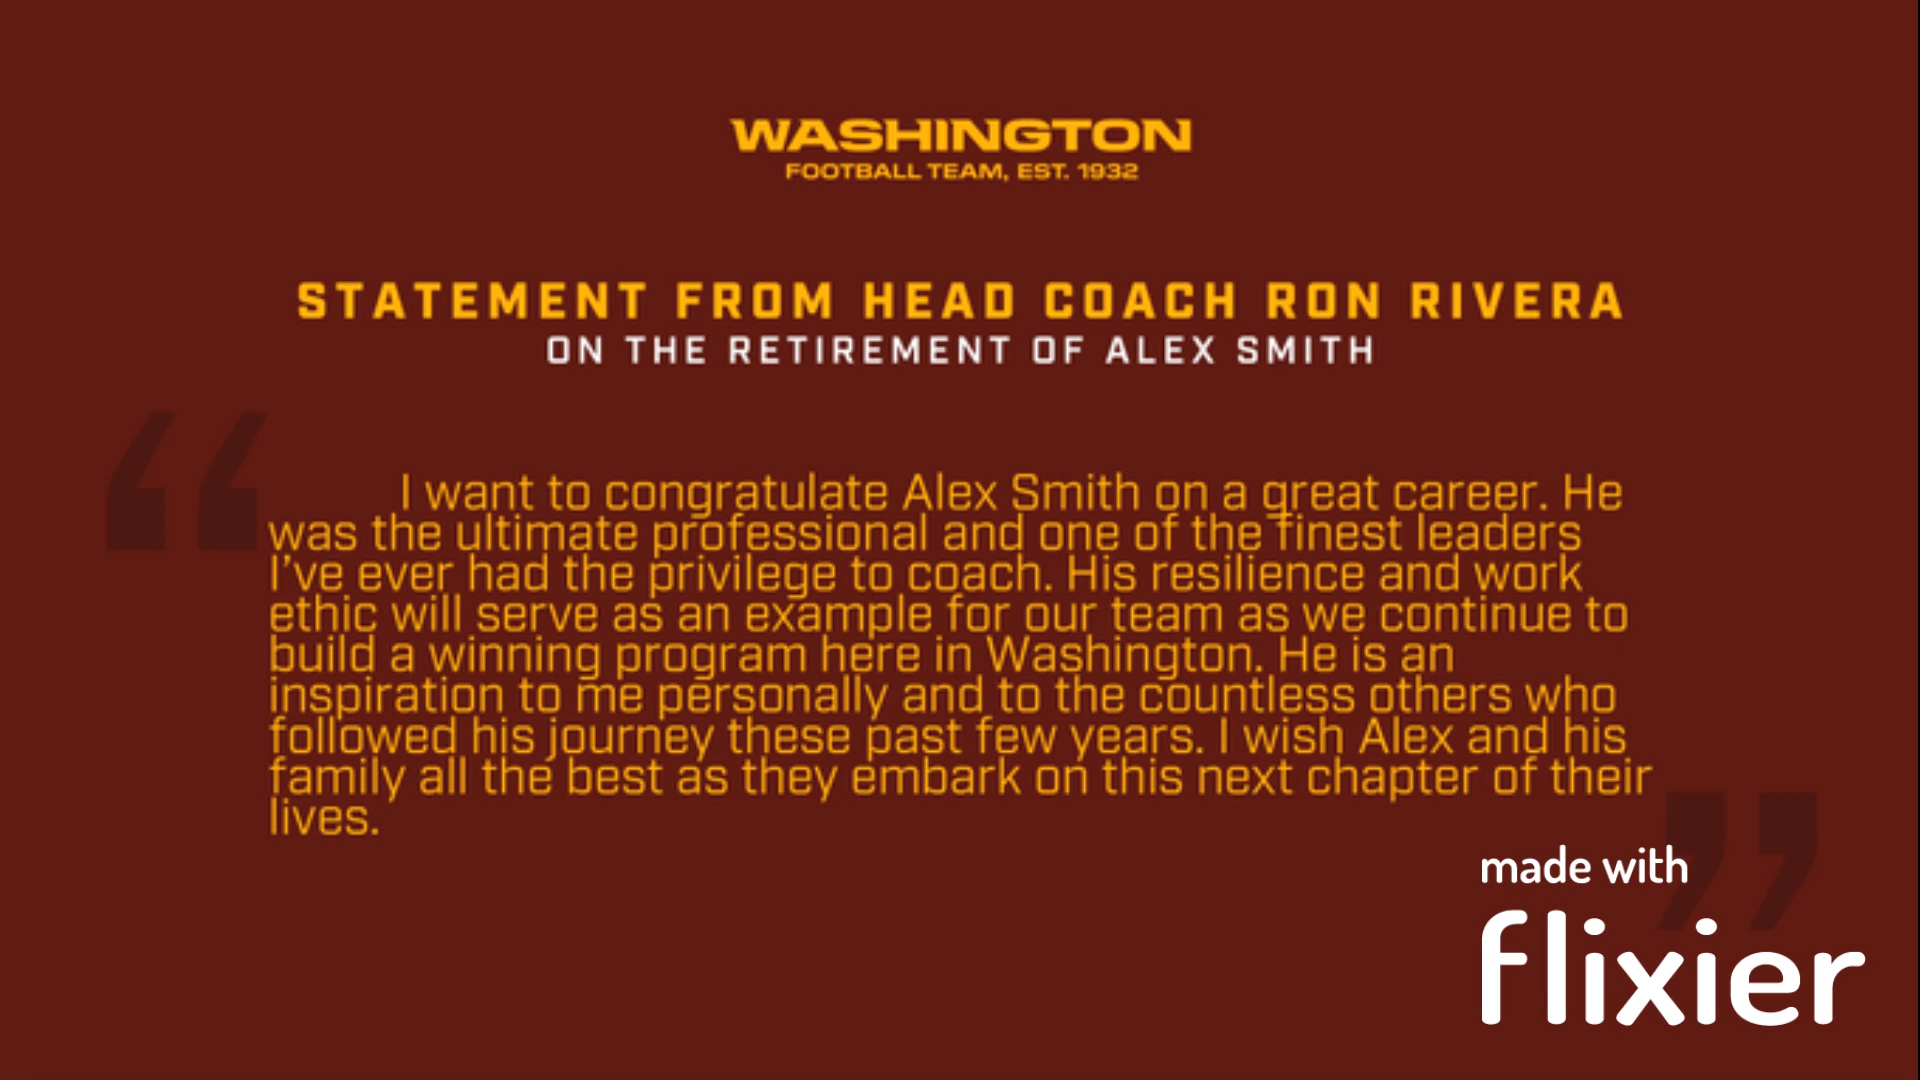 WASHINGTON
FOOTBALL TEAM, EST. 1932
STATEMENT FROM HEAD COACH RON RIVERA
ON THE RETIREMENT OF ALEX SMITH
“
I want to congratulate Alex Smith on a great career. He
was the ultimate professional and one of the finest leaders
I’ve ever had the privilege to coach. His resilience and work
ethic will serve as an example for our team as we continue to
build a winning program here in Washington. He is an
inspiration to me personally and to the countless others who
followed his journey these past few years. I wish Alex and his
family all the best as they embark on this next chapter of their
lives.
”
made with
flixier